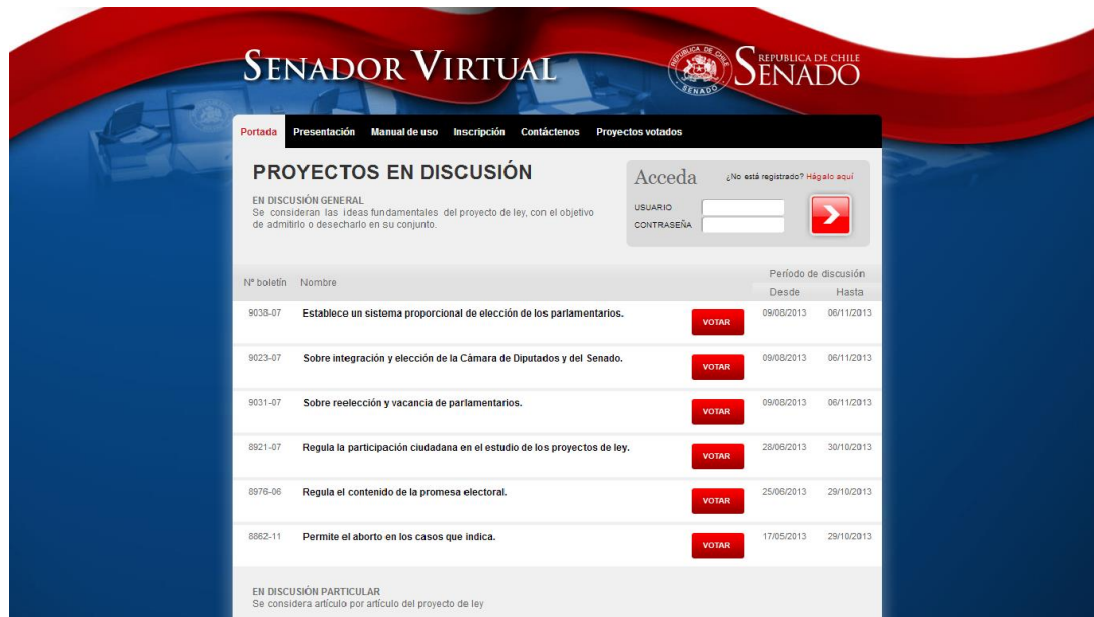 SENADOR VIRTUAL
REPUBLICA DE CHILE
SENADO
REPUBLICA DE CHILE
SENADO
Portada Presentación Manual de uso Inscripción Contáctenos Proyectos votados
PROYECTOS EN DISCUSIÓN
EN DISCUSIÓN GENERAL
Se consideran las ideas fundamentales del proyecto de ley, con el objetivo
de admitirlo o desecharlo en su conjunto.
Acceda ¿No está registrado? Hágalo aquí
USUARIO
CONTRASEÑA
Nº boletín Nombre Período de discusión
Desde Hasta
9038-07 Establece un sistema proporcional de elección de los parlamentarios. VOTAR 09/08/2013 06/11/2013
9023-07 Sobre integración y elección de la Cámara de Diputados y del Senado. VOTAR 09/08/2013 06/11/2013
9031-07 Sobre reelección y vacancia de parlamentarios. VOTAR 09/08/2013 06/11/2013
8921-07 Regula la participación ciudadana en el estudio de los proyectos de ley. VOTAR 28/06/2013 30/10/2013
8976-06 Regula el contenido de la promesa electoral. VOTAR 25/06/2013 29/10/2013
8862-11 Permite el aborto en los casos que indica. VOTAR 17/05/2013 29/10/2013
EN DISCUSIÓN PARTICULAR
Se considera artículo por artículo del proyecto de ley